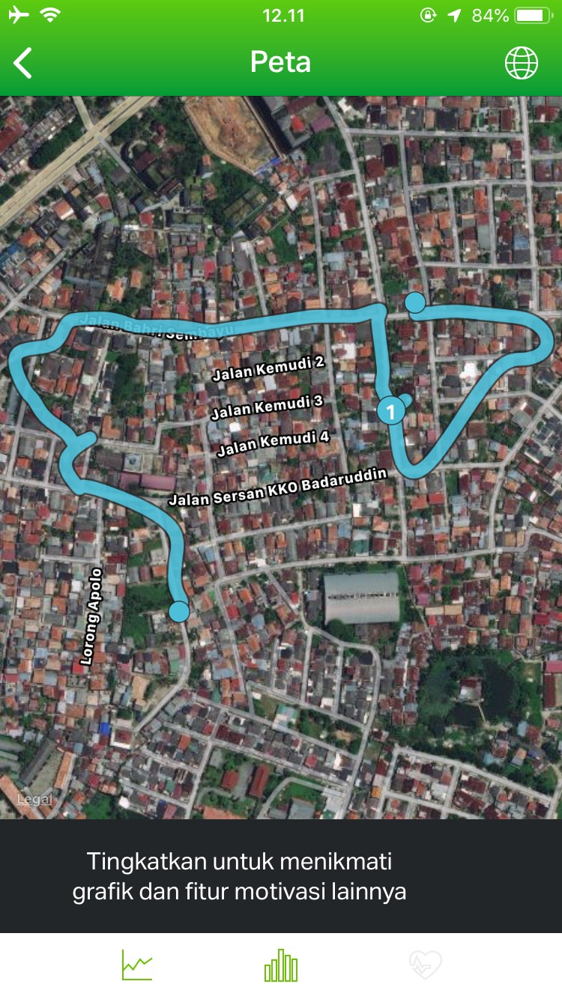 12.11
84%
Peta
Jalan Bahri Sembayu
Jalan Kemudi 2
Jalan Kemudi 3
1
Jalan Kemudi 4
Jalan Sersan KKO Badaruddin
Lorong Apolo
Legal
Tingkatkan untuk menikmati
grafik dan fitur motivasi lainnya